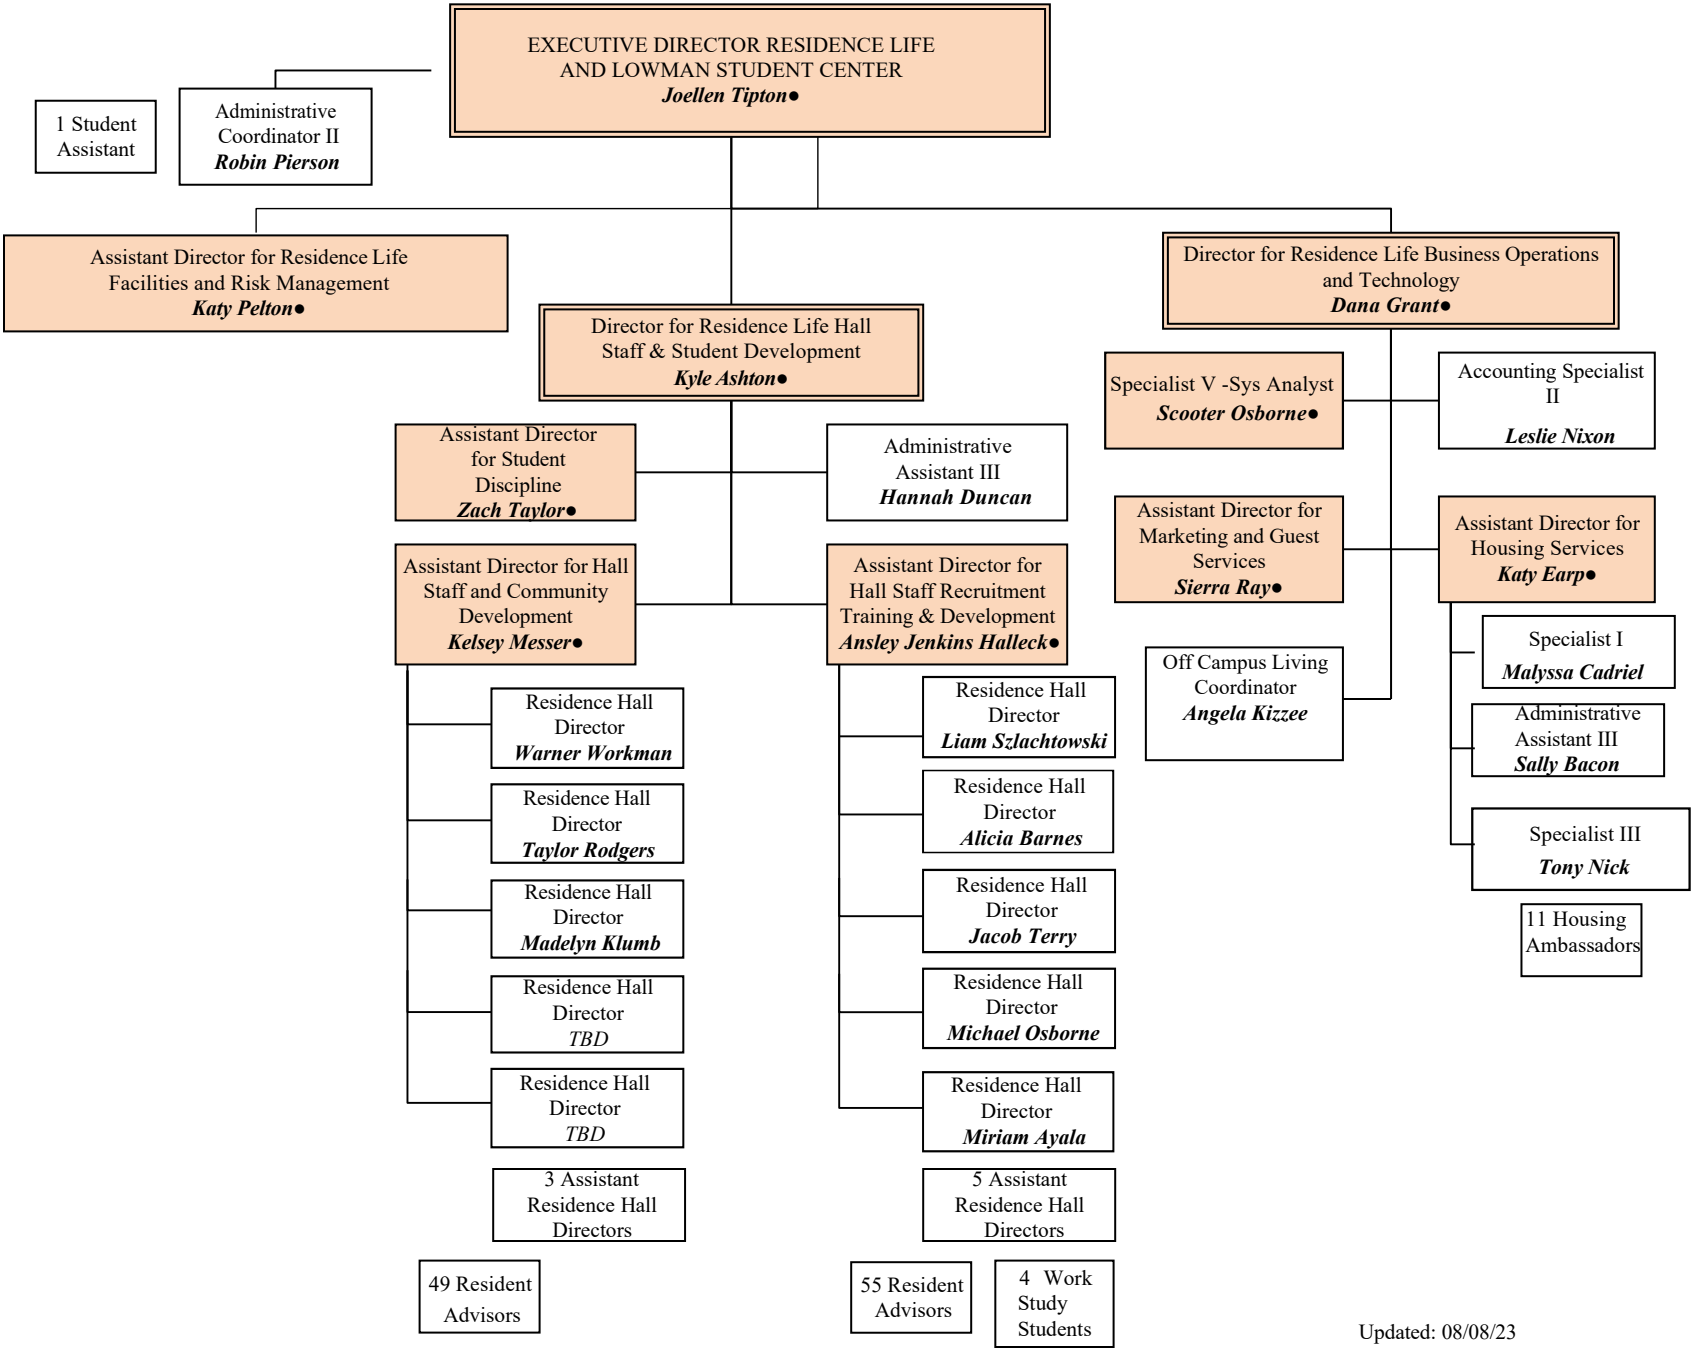 EXECUTIVE DIRECTOR RESIDENCE LIFE
AND LOWMAN STUDENT CENTER
Joellen Tipton●
1 Student
Assistant
Administrative
Coordinator II
Robin Pierson
Assistant Director for Residence Life
Facilities and Risk Management
Katy Pelton●
Director for Residence Life Hall
Staff & Student Development
Kyle Ashton●
Director for Residence Life Business Operations
and Technology
Dana Grant●
Assistant Director
for Student
Discipline
Zach Taylor●
Administrative
Assistant III
Hannah Duncan
Assistant Director for Hall
Staff and Community
Development
Kelsey Messer●
Residence Hall
Director
Warner Workman
Residence Hall
Director
Taylor Rodgers
Residence Hall
Director
Madelyn Klumb
Residence Hall
Director
TBD
Residence Hall
Director
TBD
3 Assistant
Residence Hall
Directors
49 Resident
Advisors
Assistant Director for
Hall Staff Recruitment
Training & Development
Ansley Jenkins Halleck●
Residence Hall
Director
Liam Szlachtowski
Residence Hall
Director
Alicia Barnes
Residence Hall
Director
Jacob Terry
Residence Hall
Director
Michael Osborne
Residence Hall
Director
Miriam Ayala
5 Assistant
Residence Hall
Directors
55 Resident
Advisors
4 Work
Study
Students
Specialist V -Sys Analyst
Scooter Osborne●
Accounting Specialist
II
Leslie Nixon
Assistant Director for
Marketing and Guest
Services
Sierra Ray●
Assistant Director for
Housing Services
Katy Earp●
Off Campus Living
Coordinator
Angela Kizzee
Specialist I
Malyssa Cadriel
Administrative
Assistant III
Sally Bacon
Specialist III
Tony Nick
11 Housing
Ambassadors
Updated: 08/08/23